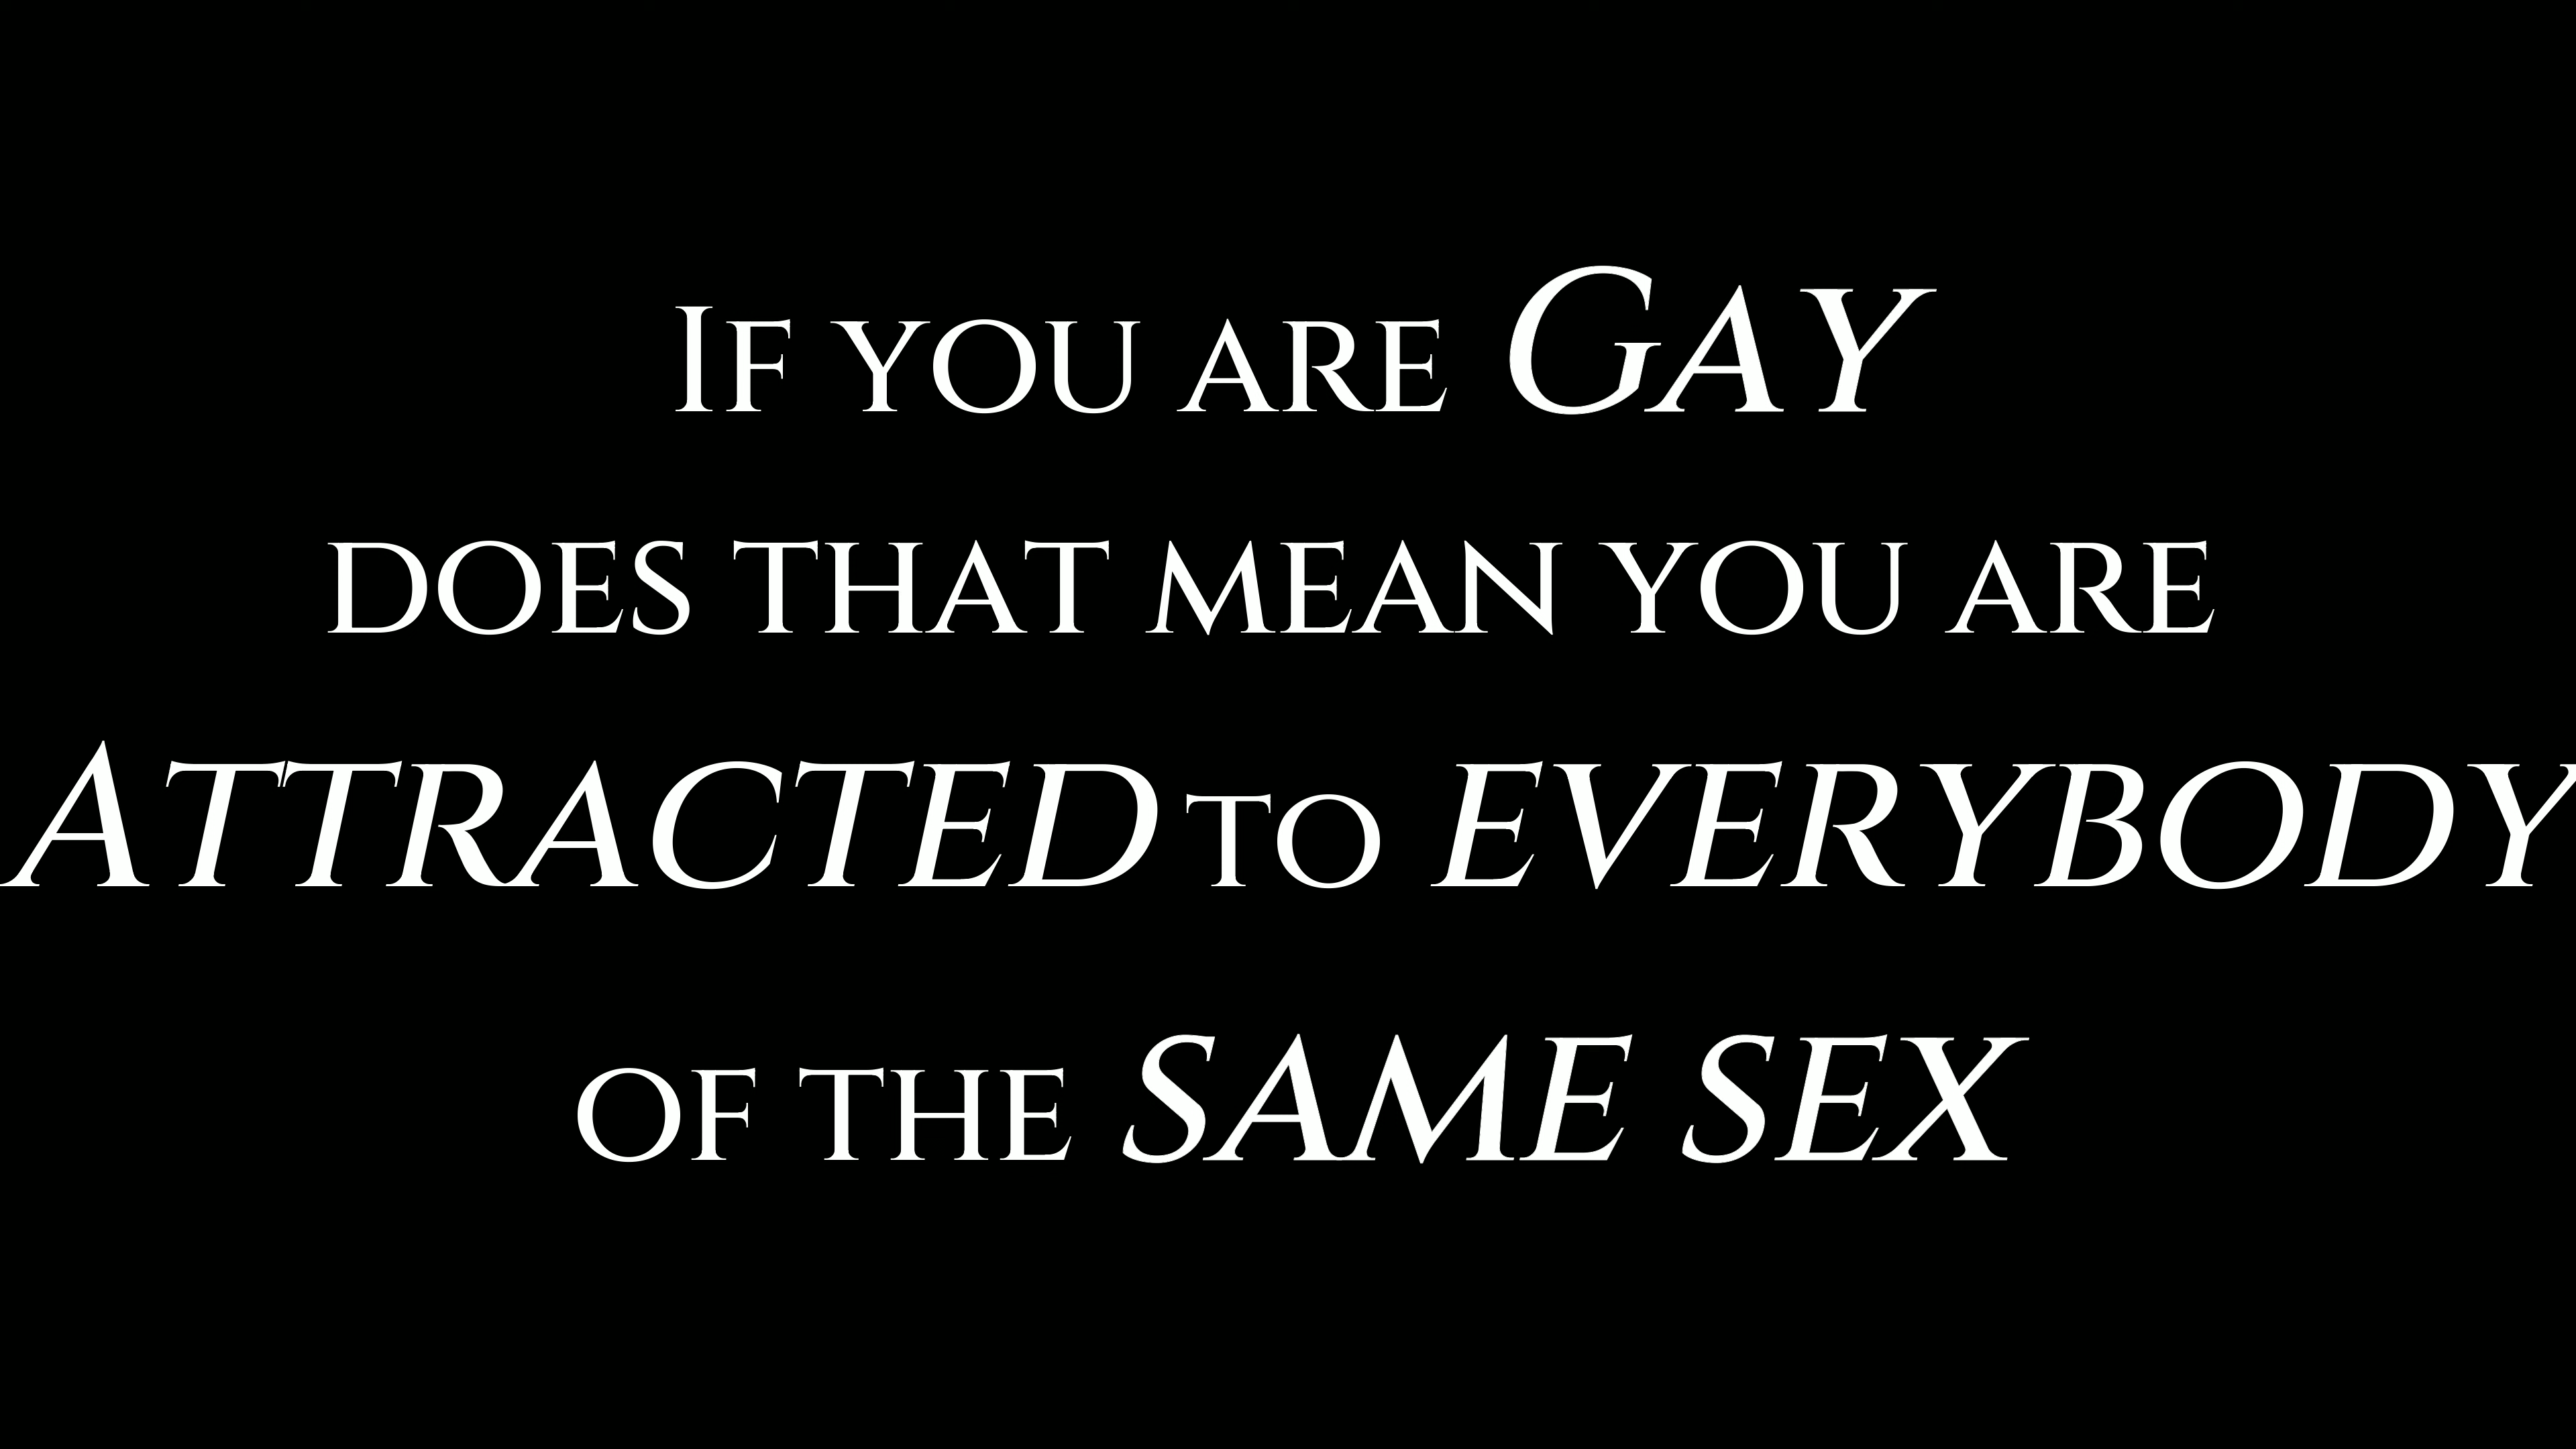 If you are Gay
does that mean you are
Attracted to everybody
of the same sex